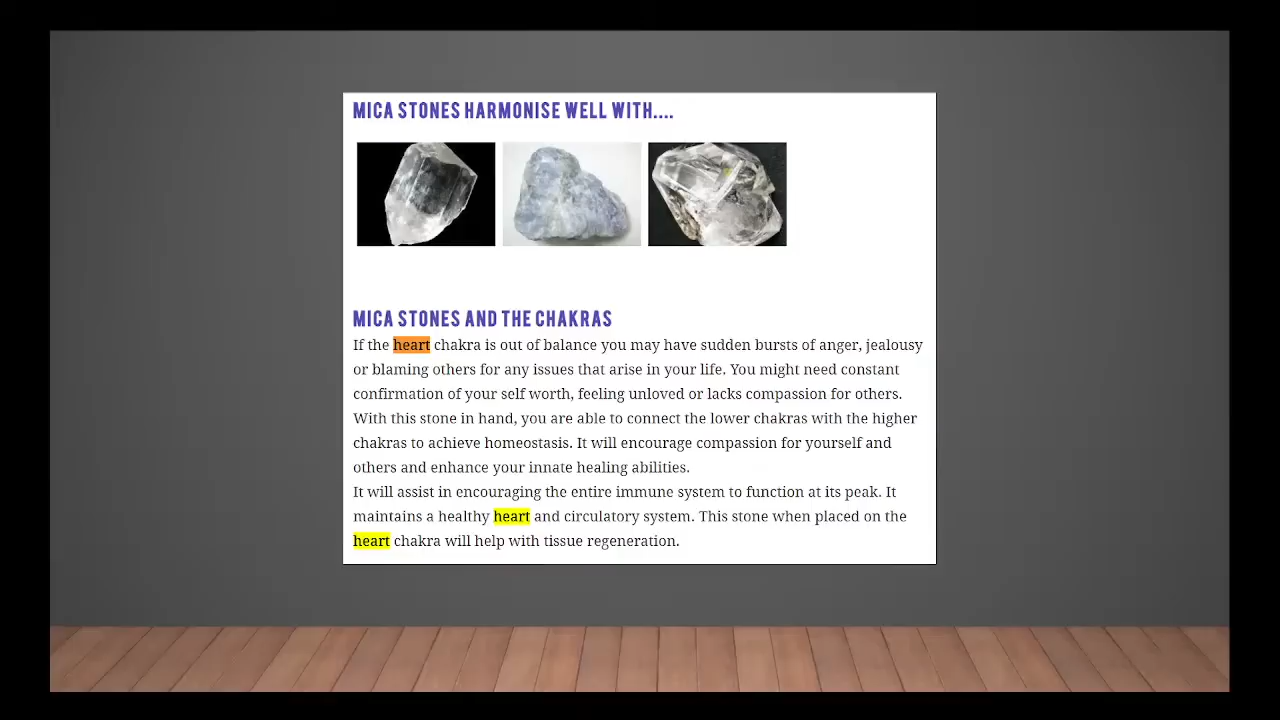 MICA STONES HARMONISE WELL WITH....
MICA STONES AND THE CHAKRAS
If the heart chakra is out of balance you may have sudden bursts of anger, jealousy
or blaming others for any issues that arise in your life. You might need constant
confirmation of your self worth, feeling unloved or lacks compassion for others.
With this stone in hand, you are able to connect the lower chakras with the higher
chakras to achieve homeostasis. It will encourage compassion for yourself and
others and enhance your innate healing abilities.
It will assist in encouraging the entire immune system to function at its peak. It
maintains a healthy heart and circulatory system. This stone when placed on the
heart chakra will help with tissue regeneration.